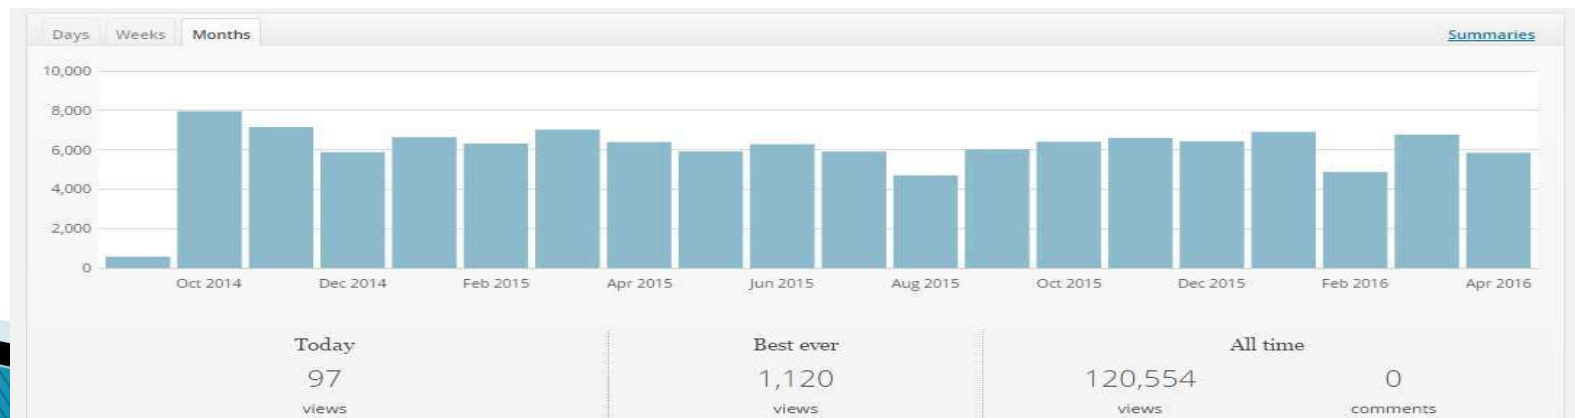 Days Weeks Months Summaries
10,000
8,000
6,000
4,000
2,000
0
Oct 2014 Dec 2014 Feb 2015 Apr 2015 Jun 2015 Aug 2015 Oct 2015 Dec 2015 Feb 2016 Apr 2016
Today Best ever All time
97 1,120 120,554 0
views views views comments